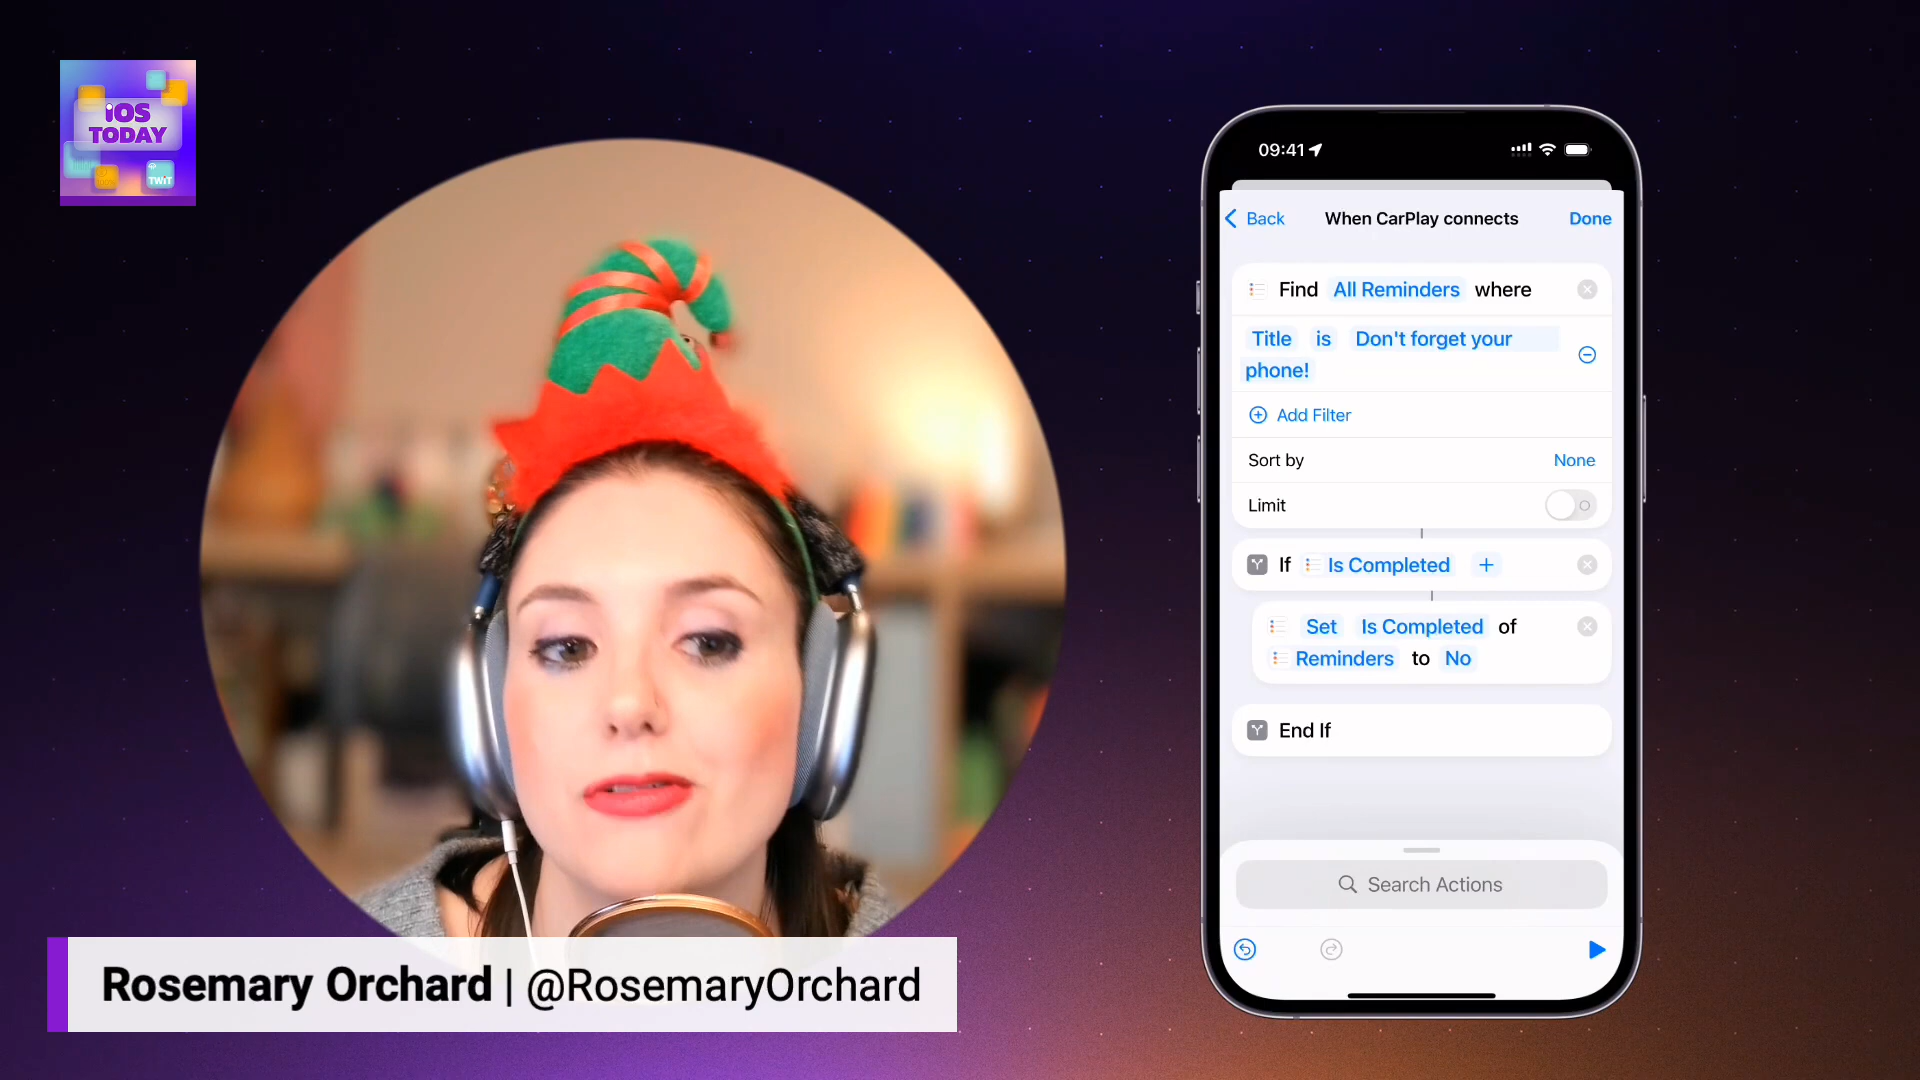 iOS
TODAY
TWiT
09:41
Back
When CarPlay connects
Done
Find All Reminders where
Title is Don't forget your
phone!
Add Filter
Sort by
None
Limit
If Is Completed
Set Is Completed of
Reminders to No
End If
Search Actions
Rosemary Orchard | @RosemaryOrchard